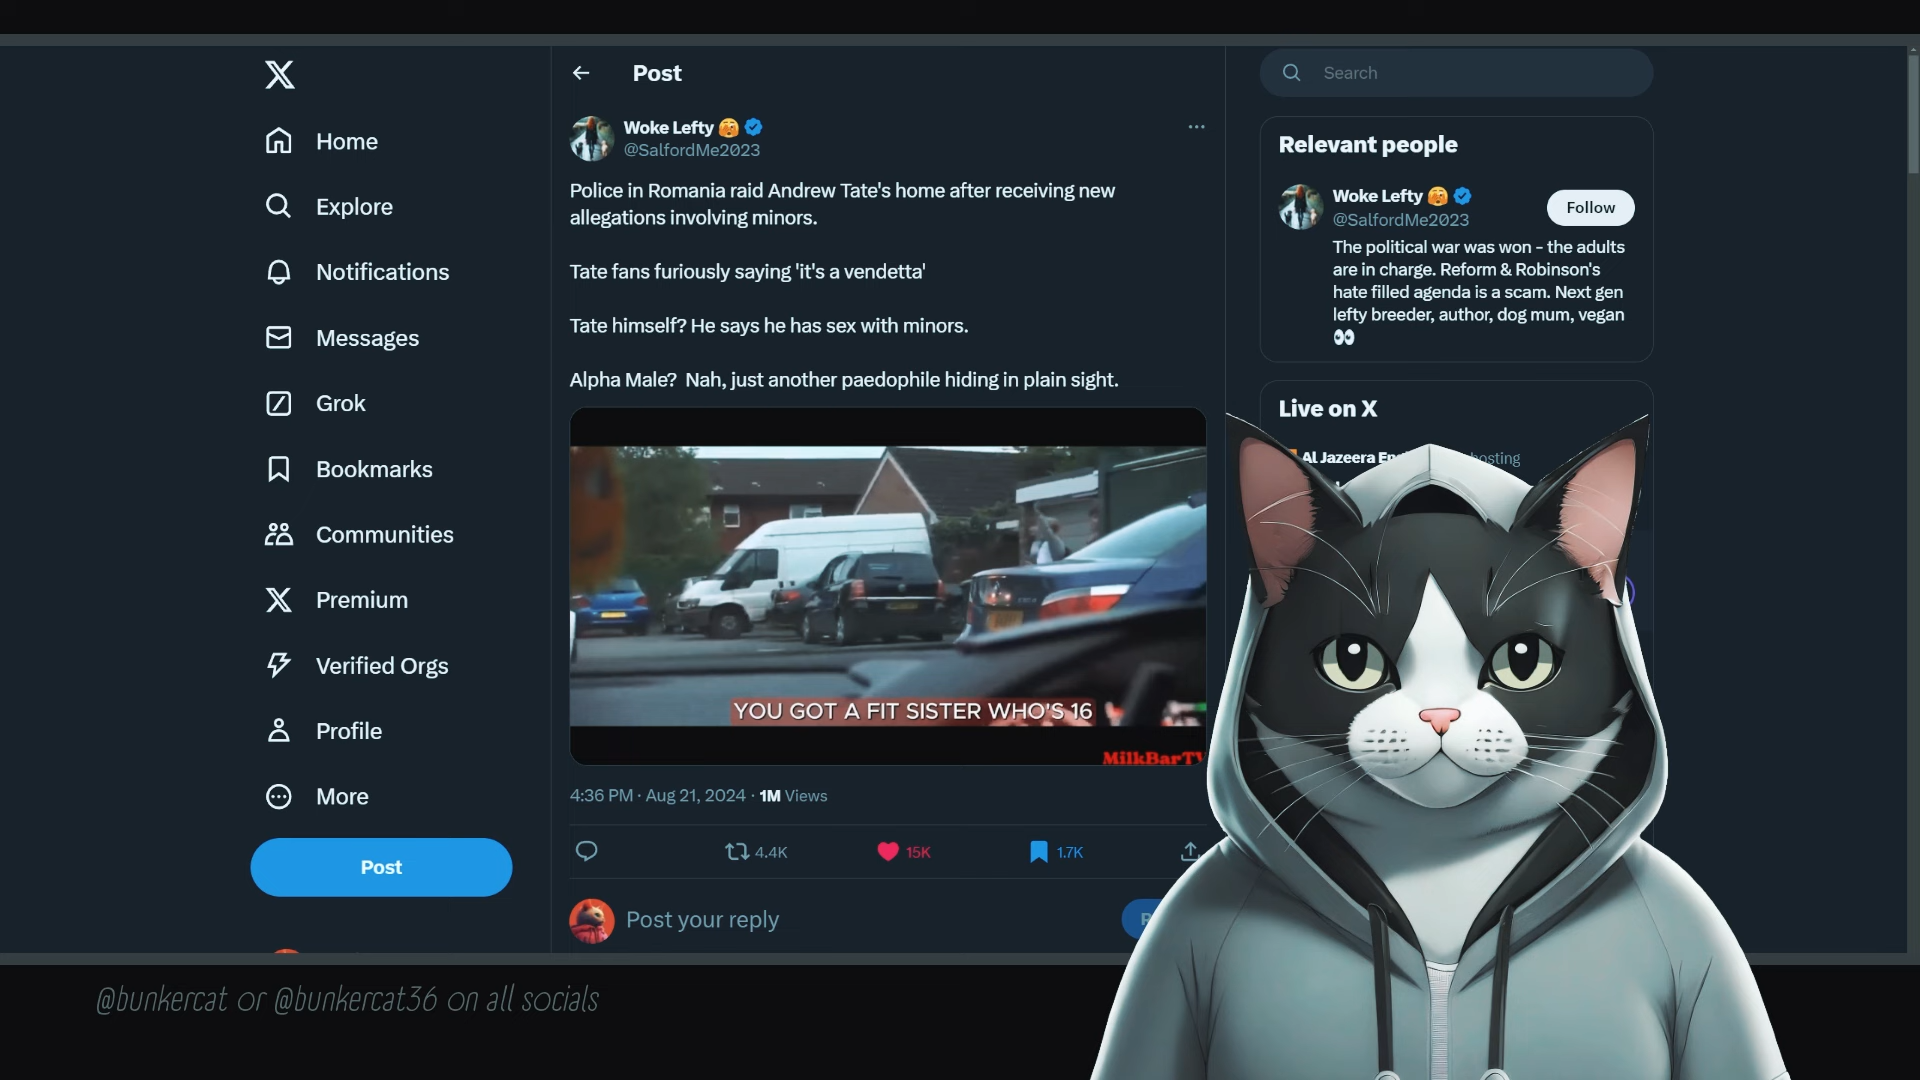 Home
Explore
Notifications
Messages
Grok
Bookmarks
Communities
Premium
Verified Orgs
Profile
More
Post
Post
Woke Lefty
@SalfordMe2023
Police in Romania raid Andrew Tate's home after receiving new
allegations involving minors.
Tate fans furiously saying 'it's a vendetta'
Tate himself? He says he has sex with minors.
Alpha Male?  Nah, just another paedophile hiding in plain sight.
YOU GOT A FIT SISTER WHO'S 16
MilkBarTV
4:36 PM · Aug 21, 2024 · 1M Views
4.4K 15K 1.7K
Post your reply
Search
Relevant people
Woke Lefty
@SalfordMe2023
Follow
The political war was won - the adults
are in charge. Reform & Robinson's
hate filled agenda is a scam. Next gen
lefty breeder, author, dog mum, vegan
Live on X
Al Jazeera
@bunkercat or @bunkercat36 on all socials